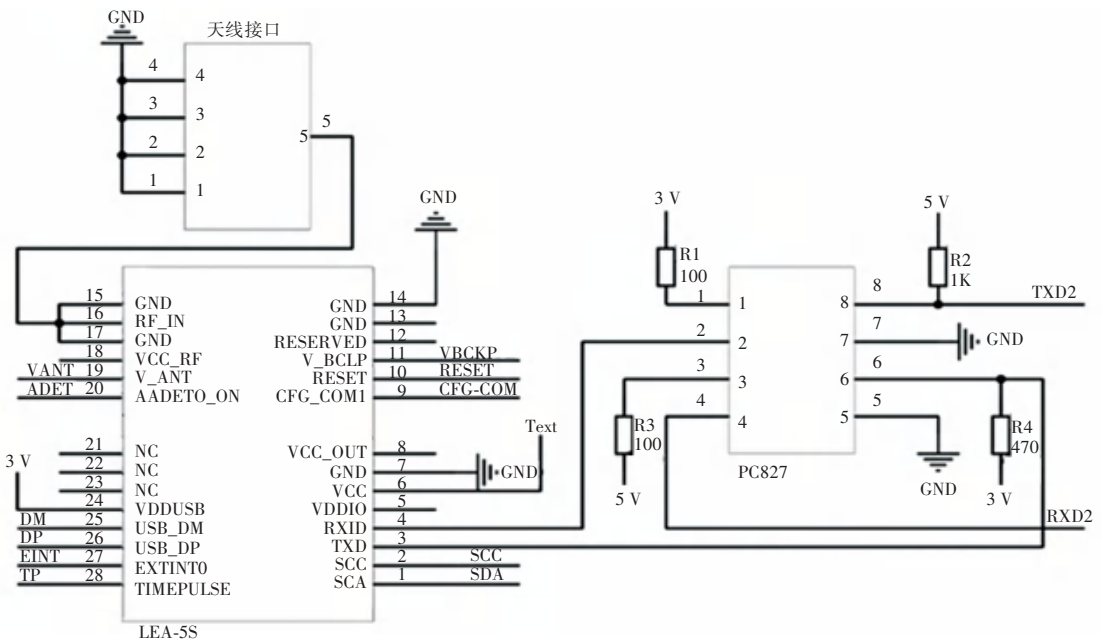 GND
天线接口
4 4
3 3
2 2
1 1
5 5
GND
15 GND
16 RF_IN
17 GND
18 VCC_RF
VANT 19 V_ANT
ADET 20 AADETO_ON
21 NC
22 NC
23 NC
3 V
24 VDDUSB
DM 25 USB_DM
DP 26 USB_DP
EINT 27 EXTINT0
TP 28 TIMEPULSE
GND 14
GND 13
RESERVED 12
V_BCLP 11 VBCKP
RESET 10 RESET
CFG_COM1 9 CFG-COM
Text
VCC_OUT 8
GND 7 GND
VCC 6
VDDIO 5
RXID 4
TXD 3
SCC 2 SCC
SCA 1 SDA
LEA-5S
3 V
R1
100
5 V
R2
1K
1 1
2 2
3 3
4 4
8 8 TXD2
7 7 GND
6 6
5 5
R3
100
5 V
PC827
GND
R4
470
3 V
RXD2